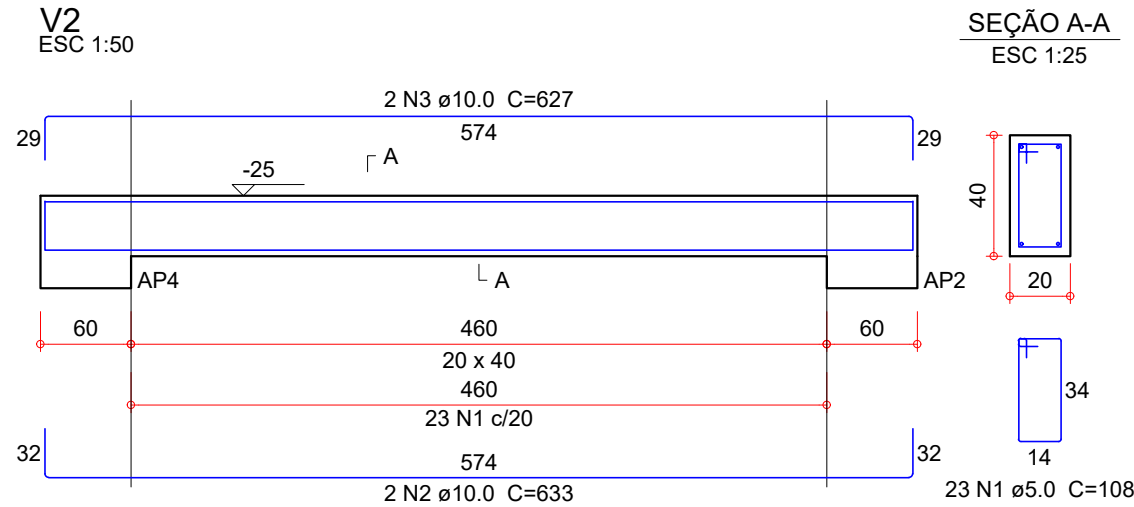 V2
ESC 1:50
SEÇÃO A-A
ESC 1:25
2 N3 ø10.0 C=627
29
574
29
A
-25
40
AP4
A
AP2
20
60
460
60
20 x 40
460
23 N1 c/20
34
32
574
32
14
2 N2 ø10.0 C=633
23 N1 ø5.0 C=108